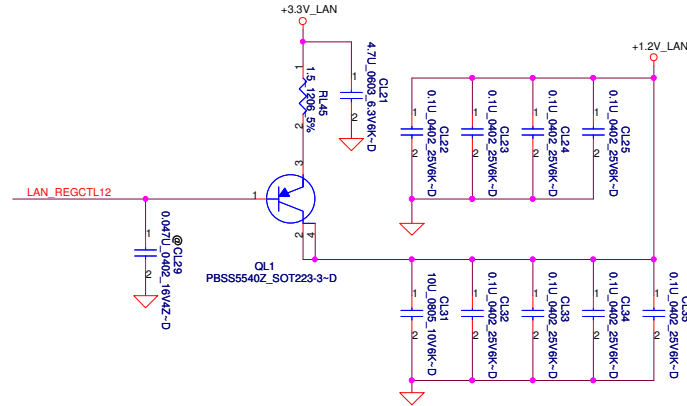 +3.3V_LAN
+1.2V_LAN
1
1.5_1206_5%
RL45
2
1
4.7U_0603_6.3V6K~D
CL21
2
1
0.1U_0402_25V6K~D
CL22
2
1
0.1U_0402_25V6K~D
CL23
2
1
0.1U_0402_25V6K~D
CL24
2
1
0.1U_0402_25V6K~D
CL25
2
LAN_REGCTL12
1
3
2
4
QL1
PBSS5540Z_SOT223-3~D
1
@CL29
0.047U_0402_16V4Z~D
2
1
10U_0805_10V6K~D
CL31
2
1
0.1U_0402_25V6K~D
CL32
2
1
0.1U_0402_25V6K~D
CL33
2
1
0.1U_0402_25V6K~D
CL34
2
1
0.1U_0402_25V6K~D
2